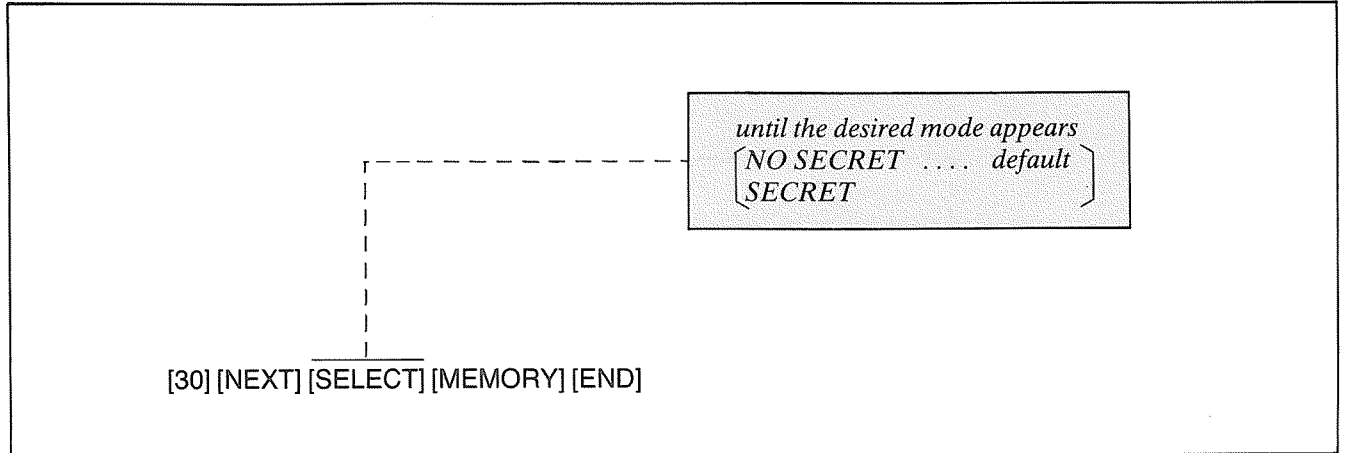 until the desired mode appears
NO SECRET .... default
SECRET
[30] [NEXT] [SELECT] [MEMORY] [END]